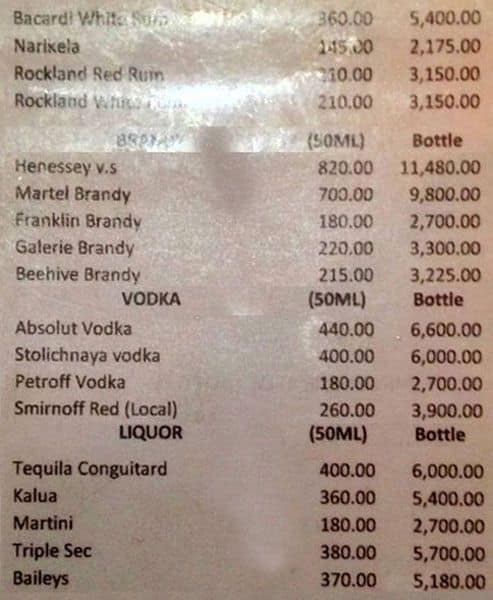 Bacardi White Rum 360.00 5,400.00
Narikela 145.00 2,175.00
Rockland Red Rum 210.00 3,150.00
Rockland White 210.00 3,150.00
BRANDY (50ML) Bottle
Henessey v.s 820.00 11,480.00
Martel Brandy 700.00 9,800.00
Franklin Brandy 180.00 2,700.00
Galerie Brandy 220.00 3,300.00
Beehive Brandy 215.00 3,225.00
VODKA (50ML) Bottle
Absolut Vodka 440.00 6,600.00
Stolichnaya vodka 400.00 6,000.00
Petroff Vodka 180.00 2,700.00
Smirnoff Red (Local) 260.00 3,900.00
LIQUOR (50ML) Bottle
Tequila Conguitard 400.00 6,000.00
Kalua 360.00 5,400.00
Martini 180.00 2,700.00
Triple Sec 380.00 5,700.00
Baileys 370.00 5,180.00